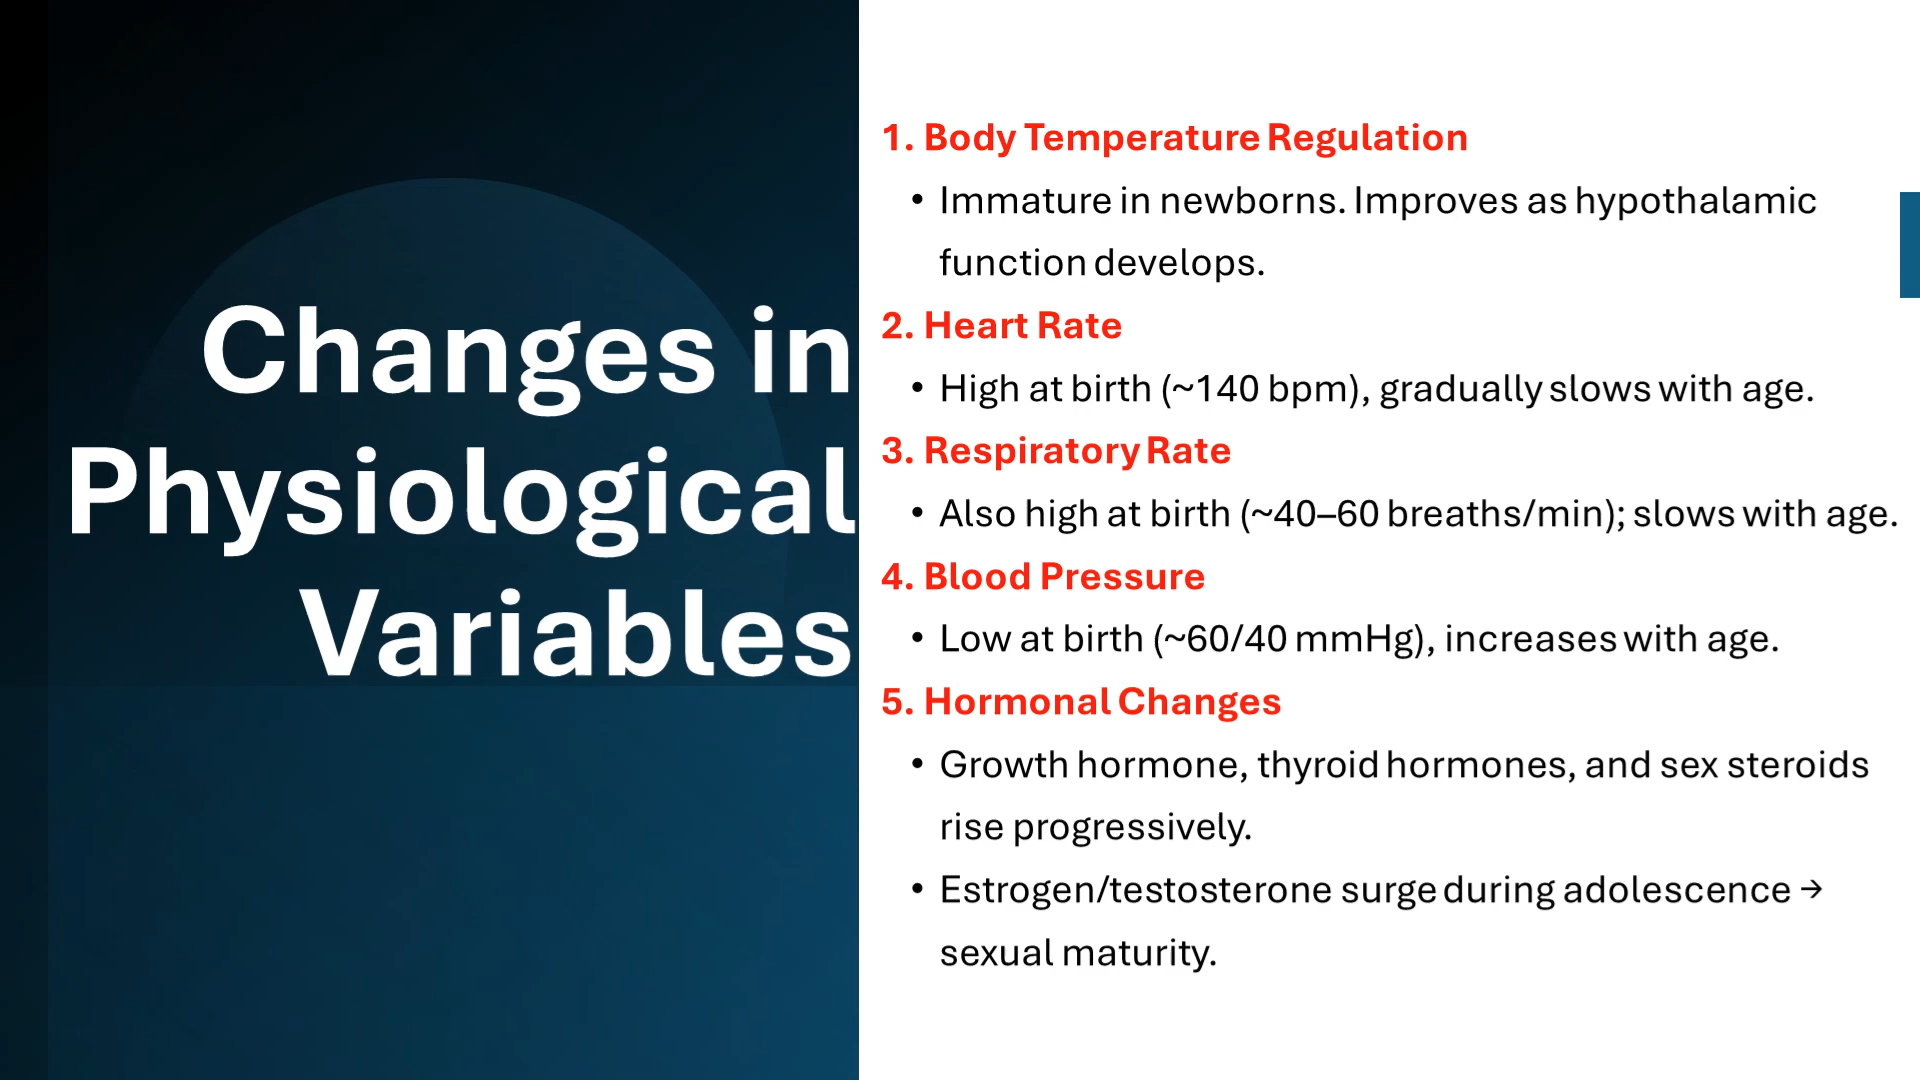 Changes in
Physiological
Variables
1. Body Temperature Regulation
• Immature in newborns. Improves as hypothalamic
function develops.
2. Heart Rate
• High at birth (~140 bpm), gradually slows with age.
3. Respiratory Rate
• Also high at birth (~40–60 breaths/min); slows with age.
4. Blood Pressure
• Low at birth (~60/40 mmHg), increases with age.
5. Hormonal Changes
• Growth hormone, thyroid hormones, and sex steroids
rise progressively.
• Estrogen/testosterone surge during adolescence →
sexual maturity.